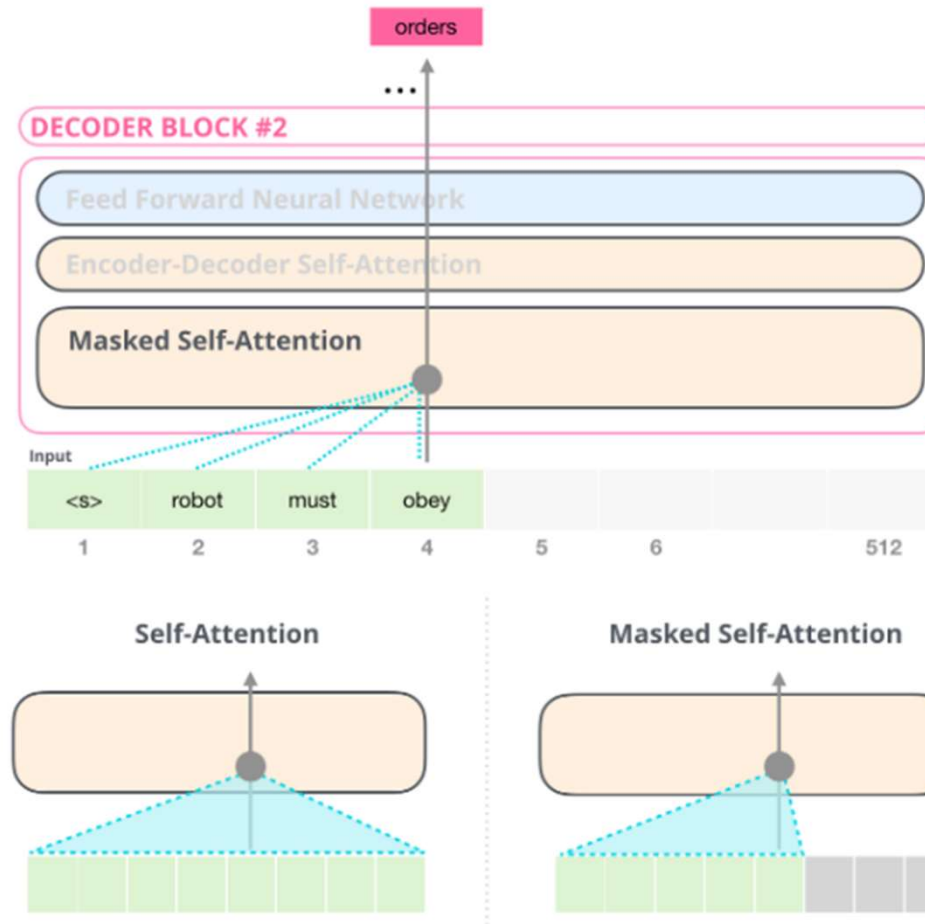 orders
...
DECODER BLOCK #2
Feed Forward Neural Network
Encoder-Decoder Self-Attention
Masked Self-Attention
Input
<s> robot must obey
1 2 3 4 5 6 512
Self-Attention Masked Self-Attention